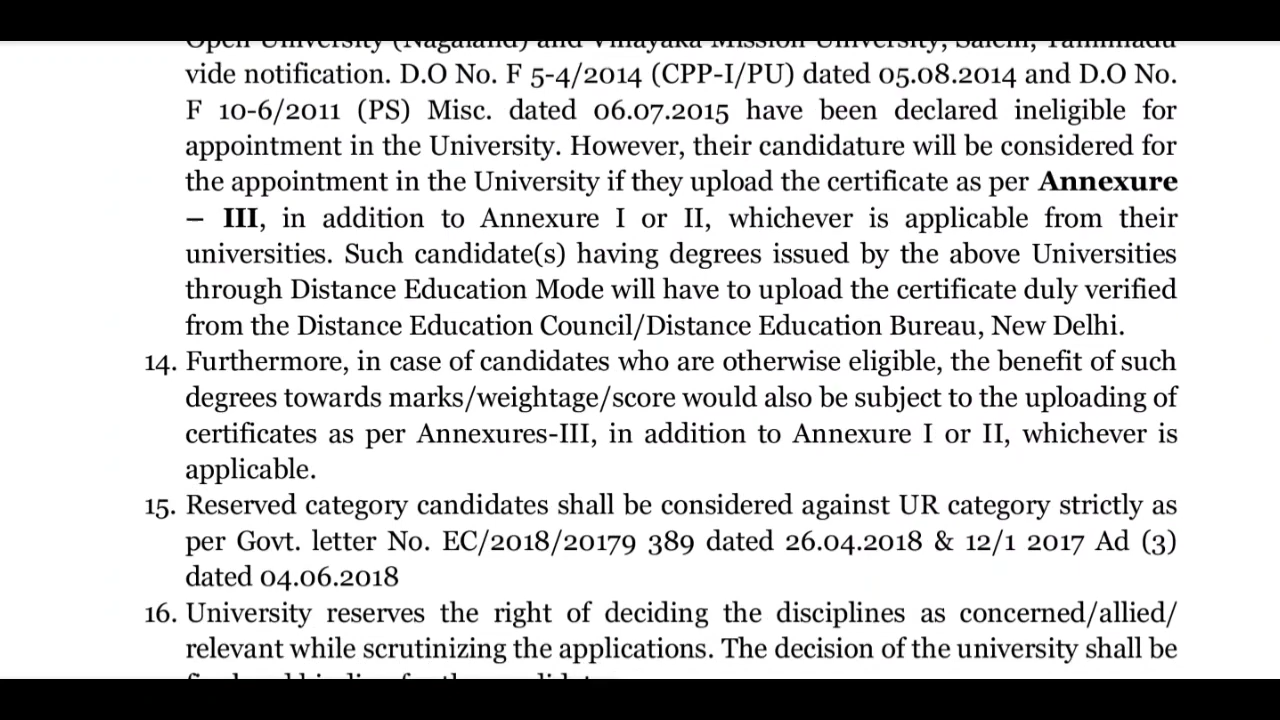 Open University (Nagaland) and Vinayaka Mission University, Salem, Tamilnadu
vide notification. D.O No. F 5-4/2014 (CPP-I/PU) dated 05.08.2014 and D.O No.
F 10-6/2011 (PS) Misc. dated 06.07.2015 have been declared ineligible for
appointment in the University. However, their candidature will be considered for
the appointment in the University if they upload the certificate as per Annexure
– III, in addition to Annexure I or II, whichever is applicable from their
universities. Such candidate(s) having degrees issued by the above Universities
through Distance Education Mode will have to upload the certificate duly verified
from the Distance Education Council/Distance Education Bureau, New Delhi.
14. Furthermore, in case of candidates who are otherwise eligible, the benefit of such
degrees towards marks/weightage/score would also be subject to the uploading of
certificates as per Annexures-III, in addition to Annexure I or II, whichever is
applicable.
15. Reserved category candidates shall be considered against UR category strictly as
per Govt. letter No. EC/2018/20179 389 dated 26.04.2018 & 12/1 2017 Ad (3)
dated 04.06.2018
16. University reserves the right of deciding the disciplines as concerned/allied/
relevant while scrutinizing the applications. The decision of the university shall be